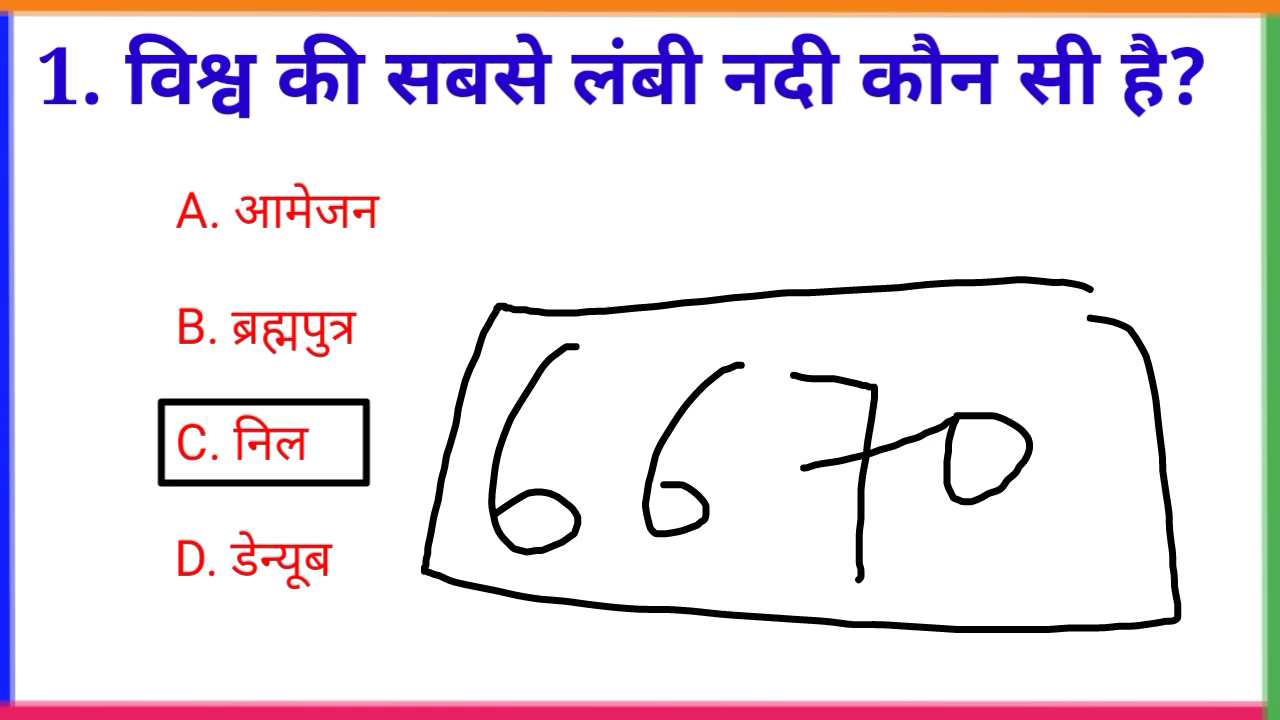 1. विश्व की सबसे लंबी नदी कौन सी है?
A. आमेजन
B. ब्रह्मपुत्र
C. निल
D. डेन्यूब
6670